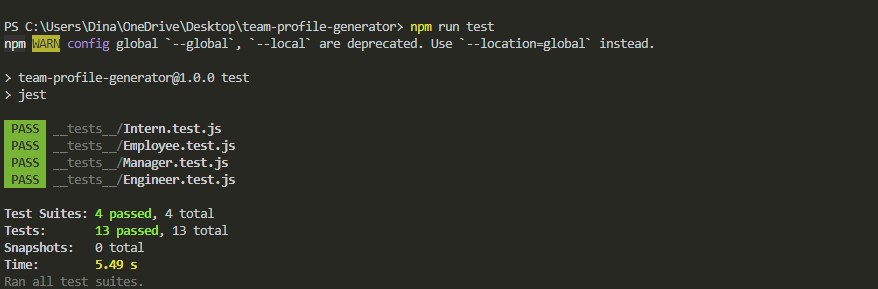 PS C:\Users\Dina\OneDrive\Desktop\team-profile-generator> npm run test
npm WARN config global `--global`, `--local` are deprecated. Use `--location=global` instead.
> team-profile-generator@1.0.0 test
> jest
PASS __tests__/Intern.test.js
PASS __tests__/Employee.test.js
PASS __tests__/Manager.test.js
PASS __tests__/Engineer.test.js
Test Suites: 4 passed, 4 total
Tests: 13 passed, 13 total
Snapshots: 0 total
Time: 5.49 s
Ran all test suites.